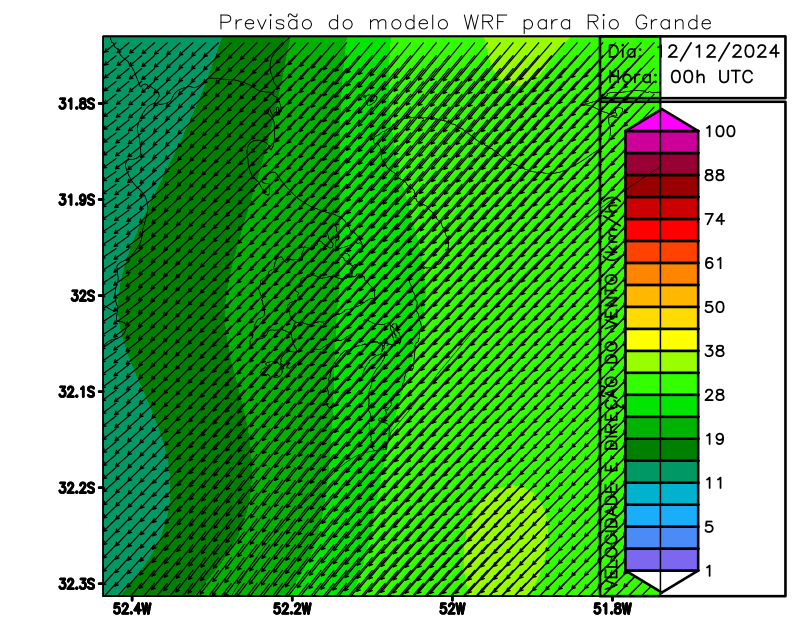 Previsão do modelo WRF para Rio Grande
Dia: 12/12/2024
Hora: 00h UTC
VELOCIDADE E DIREÇÃO DO VENTO (km/h)
100
88
74
61
50
38
28
19
11
5
1
31.8S
31.9S
32S
32.1S
32.2S
32.3S
52.4W
52.2W
52W
51.8W